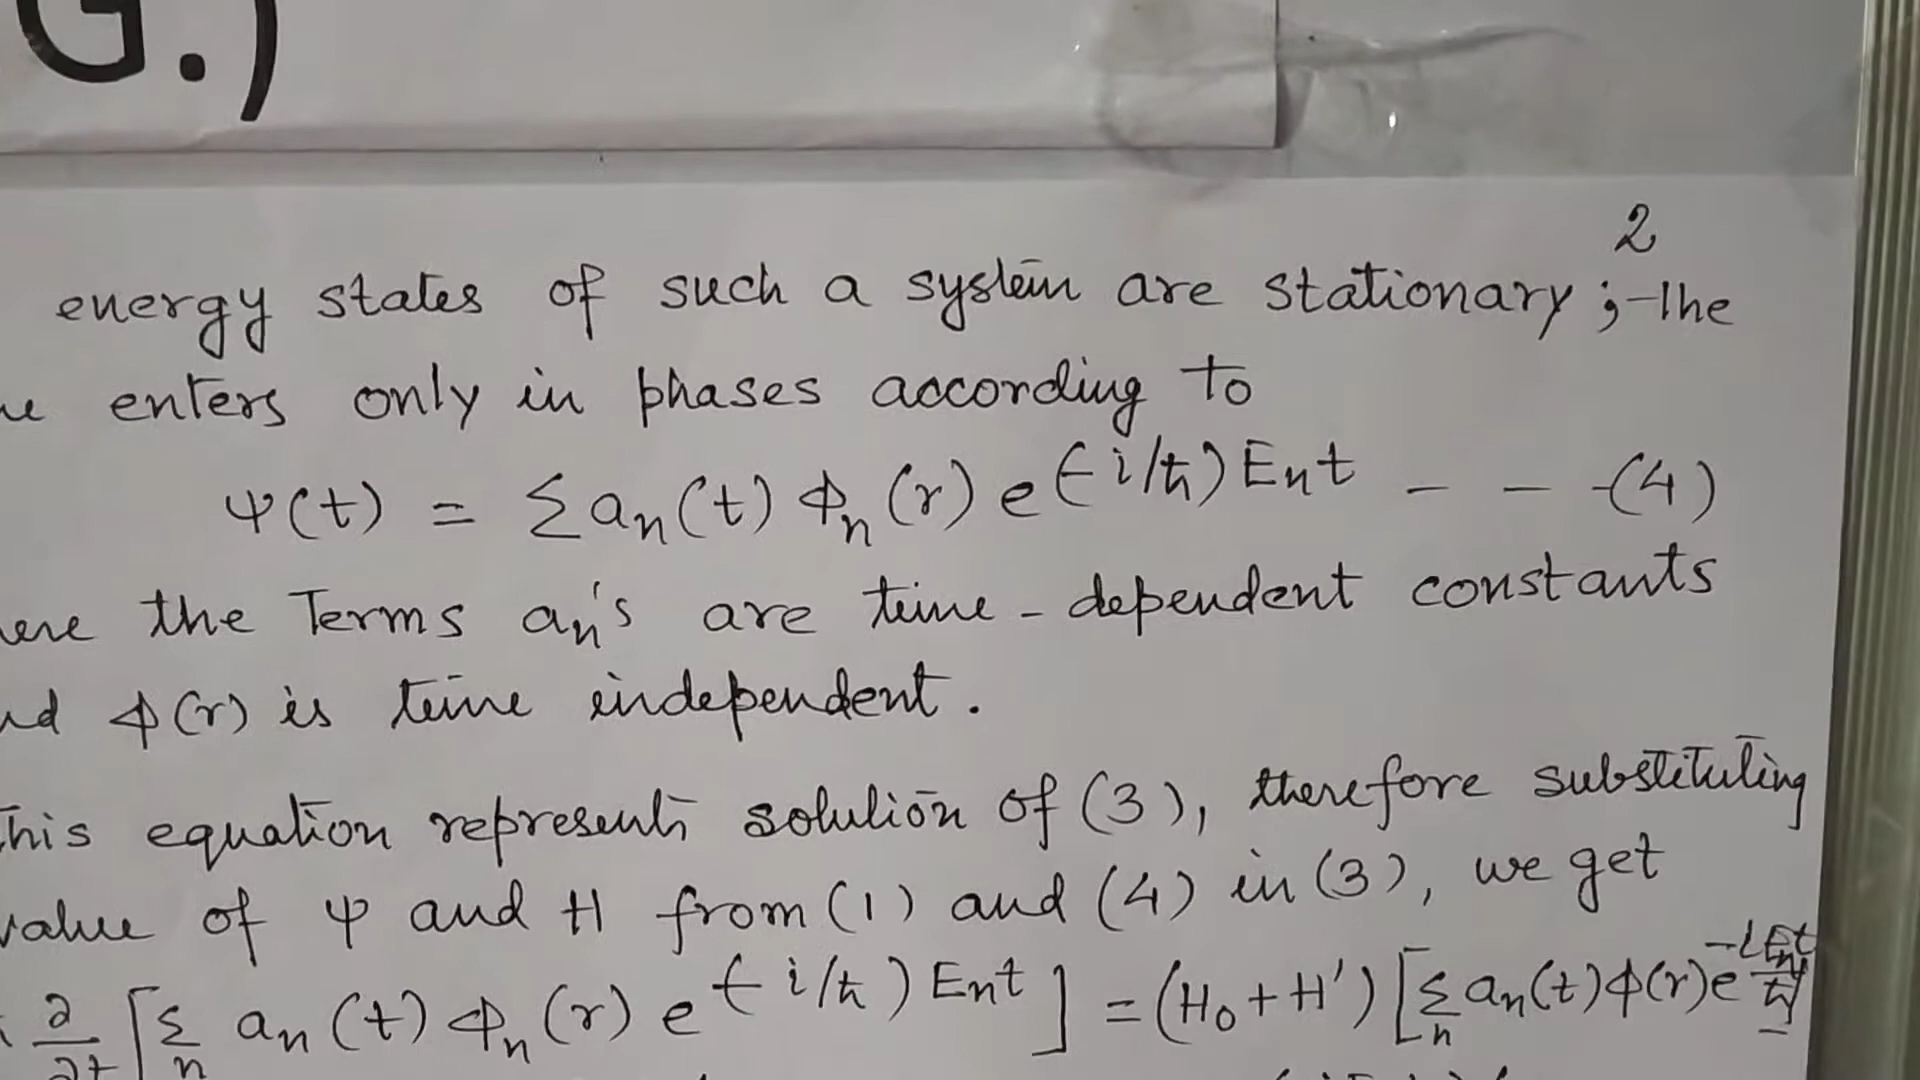 G.)
2
energy states of such a system are stationary ; the
enters only in phases according to
ψ(t) = Σ an(t) ϕn(r) e(-i/ħ) Ent - - -(4)
the Terms an's are time - dependent constants
ϕ(r) is time independent.
This equation represents solution of (3), therefore substituting
value of ψ and H from (1) and (4) in (3), we get
∂/∂t [Σn an(t) ϕn(r) e(-i/ħ) Ent] = (H0 + H') [Σn an(t) ϕ(r) e-iEnt/ħ]